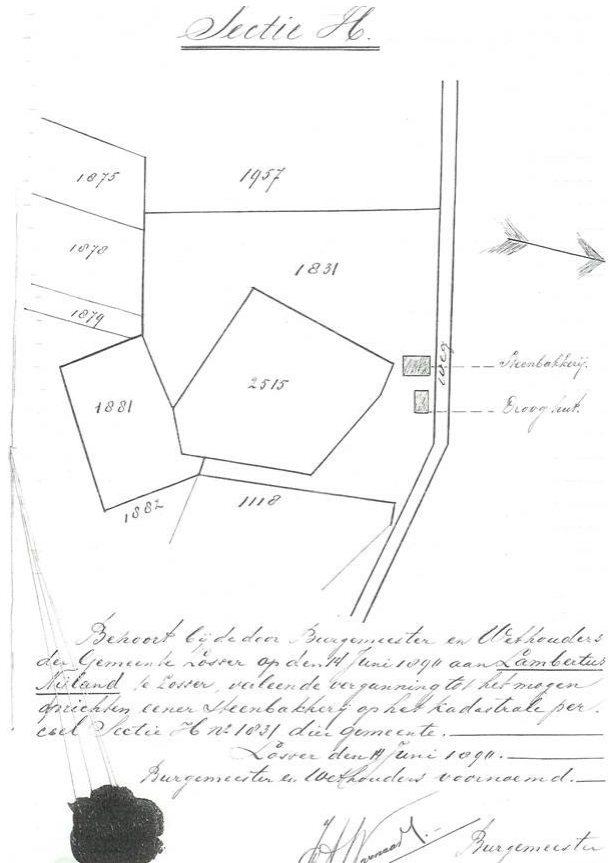 Sectie H.
1875
1957
1878
1831
1879
2515
weg
Steenbakkerij.
Drooghut.
1881
1882
1118
Behoort bij de door Burgemeester en Wethouders
der Gemeente Losser op den 14 Juni 1890 aan Lambertus
Nijland te Losser, verleende vergunning tot het mogen
oprichten eener Steenbakkerij op het kadastrale per-
ceel Sectie H no 1831 dier gemeente.
Losser den Juni 1890.
Burgemeester en Wethouders voornoemd.
Burgemeester